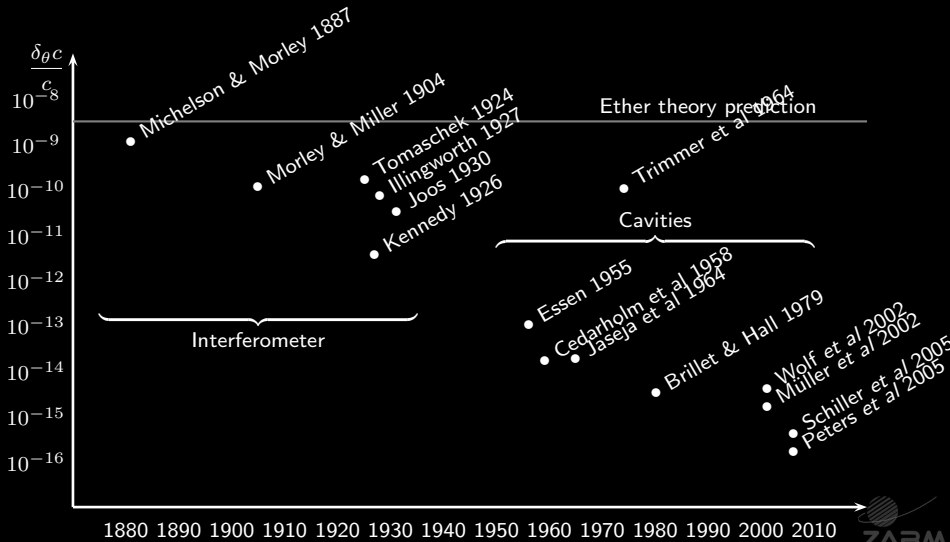 δθc
c
10−8
10−9
10−10
10−11
10−12
10−13
10−14
10−15
10−16
Michelson & Morley 1887
Morley & Miller 1904
Tomaschek 1924
Illingworth 1927
Joos 1930
Kennedy 1926
Ether theory prediction
Trimmer et al 1964
Cavities
Essen 1955
Cedarholm et al 1958
Jaseja et al 1964
Interferometer
Brillet & Hall 1979
Wolf et al 2002
Müller et al 2002
Schiller et al 2005
Peters et al 2005
1880 1890 1900 1910 1920 1930 1940 1950 1960 1970 1980 1990 2000 2010
ZARM